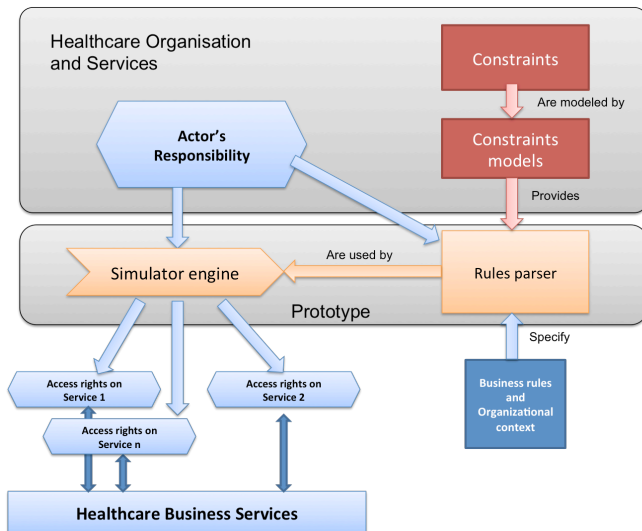 Healthcare Organisation
and Services
Constraints
Are modeled by
Actor's
Responsibility
Constraints
models
Provides
Are used by
Simulator engine
Rules parser
Prototype
Specify
Access rights on
Service 1
Access rights on
Service 2
Business rules
and
Organizational
context
Access rights on
Service n
Healthcare Business Services